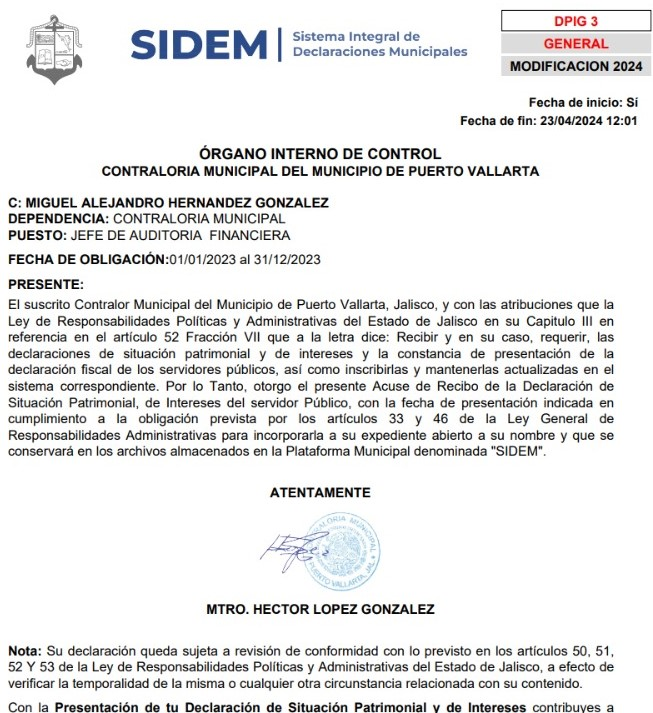 SIDEM
Sistema Integral de
Declaraciones Municipales
DPIG 3
GENERAL
MODIFICACION 2024
Fecha de inicio: Sí
Fecha de fin: 23/04/2024 12:01
ÓRGANO INTERNO DE CONTROL
CONTRALORIA MUNICIPAL DEL MUNICIPIO DE PUERTO VALLARTA
C: MIGUEL ALEJANDRO HERNANDEZ GONZALEZ
DEPENDENCIA: CONTRALORIA MUNICIPAL
PUESTO: JEFE DE AUDITORIA FINANCIERA
FECHA DE OBLIGACIÓN:01/01/2023 al 31/12/2023
PRESENTE:
El suscrito Contralor Municipal del Municipio de Puerto Vallarta, Jalisco, y con las atribuciones que la
Ley de Responsabilidades Políticas y Administrativas del Estado de Jalisco en su Capitulo III en
referencia en el artículo 52 Fracción VII que a la letra dice: Recibir y en su caso, requerir, las
declaraciones de situación patrimonial y de intereses y la constancia de presentación de la
declaración fiscal de los servidores públicos, así como inscribirlas y mantenerlas actualizadas en el
sistema correspondiente. Por lo Tanto, otorgo el presente Acuse de Recibo de la Declaración de
Situación Patrimonial, de Intereses del servidor Público, con la fecha de presentación indicada en
cumplimiento a la obligación prevista por los artículos 33 y 46 de la Ley General de
Responsabilidades Administrativas para incorporarla a su expediente abierto a su nombre y que se
conservará en los archivos almacenados en la Plataforma Municipal denominada "SIDEM".
ATENTAMENTE
MUNICIPAL
PUERTO VALLARTA, JAL.
MTRO. HECTOR LOPEZ GONZALEZ
Nota: Su declaración queda sujeta a revisión de conformidad con lo previsto en los artículos 50, 51,
52 Y 53 de la Ley de Responsabilidades Políticas y Administrativas del Estado de Jalisco, a efecto de
verificar la temporalidad de la misma o cualquier otra circunstancia relacionada con su contenido.
Con la Presentación de tu Declaración de Situación Patrimonial y de Intereses contribuyes a